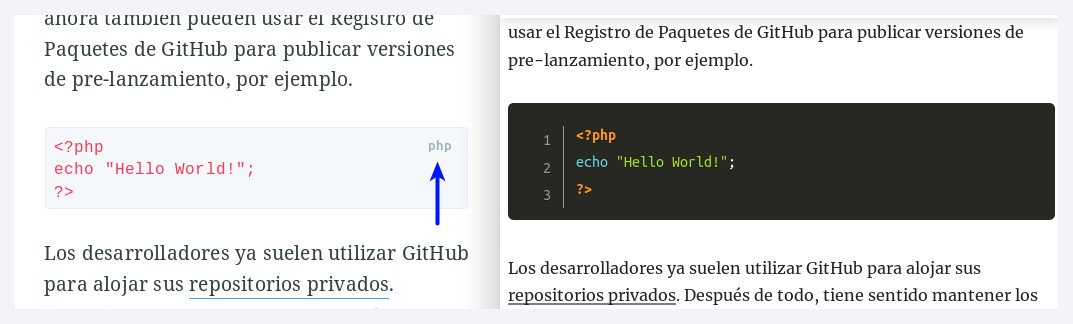 ahora también pueden usar el Registro de
Paquetes de GitHub para publicar versiones
de pre-lanzamiento, por ejemplo.
<?php
php
echo "Hello World!";
?>
Los desarrolladores ya suelen utilizar GitHub
para alojar sus repositorios privados.
usar el Registro de Paquetes de GitHub para publicar versiones de
pre-lanzamiento, por ejemplo.
1 <?php
2 echo "Hello World!";
3 ?>
Los desarrolladores ya suelen utilizar GitHub para alojar sus
repositorios privados. Después de todo, tiene sentido mantener los